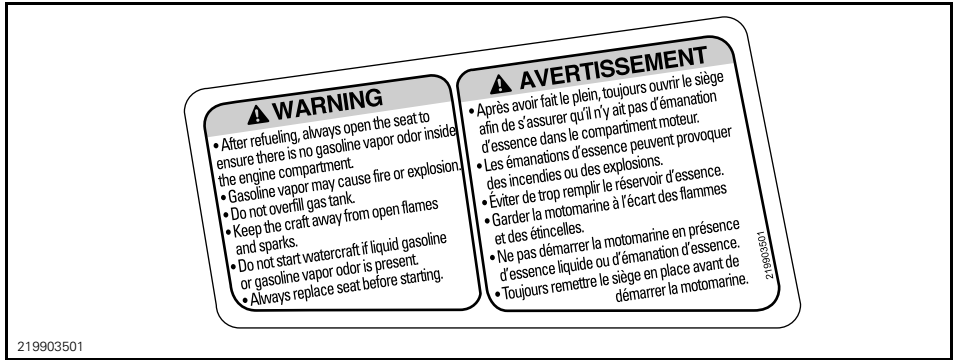 ⚠ WARNING
• After refueling, always open the seat to
ensure there is no gasoline vapor odor inside
the engine compartment.
• Gasoline vapor may cause fire or explosion.
• Do not overfill gas tank.
• Keep the craft away from open flames
and sparks.
• Do not start watercraft if liquid gasoline
or gasoline vapor odor is present.
• Always replace seat before starting.
⚠ AVERTISSEMENT
• Après avoir fait le plein, toujours ouvrir le siège
afin de s'assurer qu'il n'y ait pas d'émanation
d'essence dans le compartiment moteur.
• Les émanations d'essence peuvent provoquer
des incendies ou des explosions.
• Éviter de trop remplir le réservoir d'essence.
• Garder la motomarine à l'écart des flammes
et des étincelles.
• Ne pas démarrer la motomarine en présence
d'essence liquide ou d'émanation d'essence.
• Toujours remettre le siège en place avant de
démarrer la motomarine.
219903501
219903501